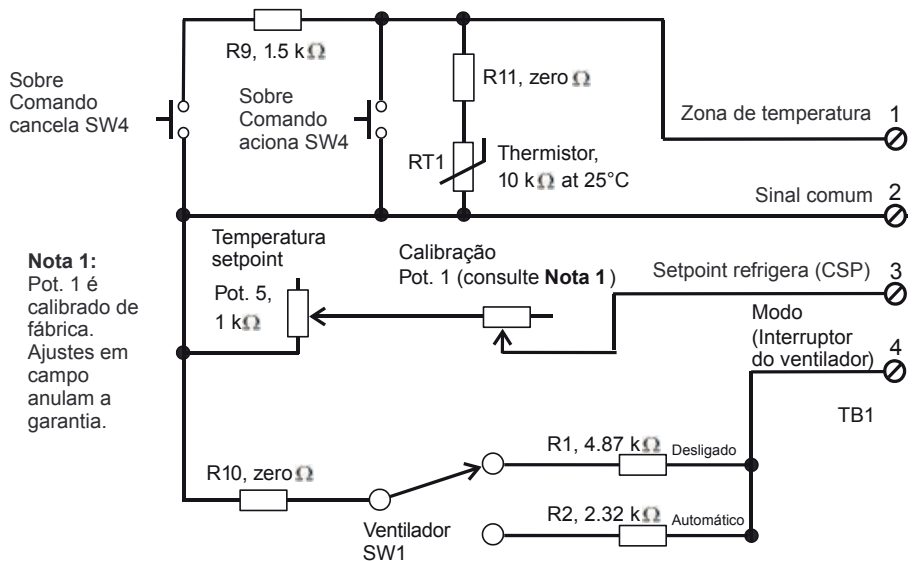 R9, 1.5 kΩ
Sobre
Comando
cancela SW4
Sobre
Comando
aciona SW4
R11, zero Ω
RT1
Thermistor,
10 kΩ at 25°C
Zona de temperatura 1
Sinal comum 2
Nota 1:
Pot. 1 é
calibrado de
fábrica.
Ajustes em
campo
anulam a
garantia.
Temperatura
setpoint
Pot. 5,
1 kΩ
Calibração
Pot. 1 (consulte Nota 1)
Setpoint refrigera (CSP) 3
Modo
(Interruptor
do ventilador) 4
TB1
R10, zero Ω
Ventilador
SW1
R1, 4.87 kΩ Desligado
R2, 2.32 kΩ Automático